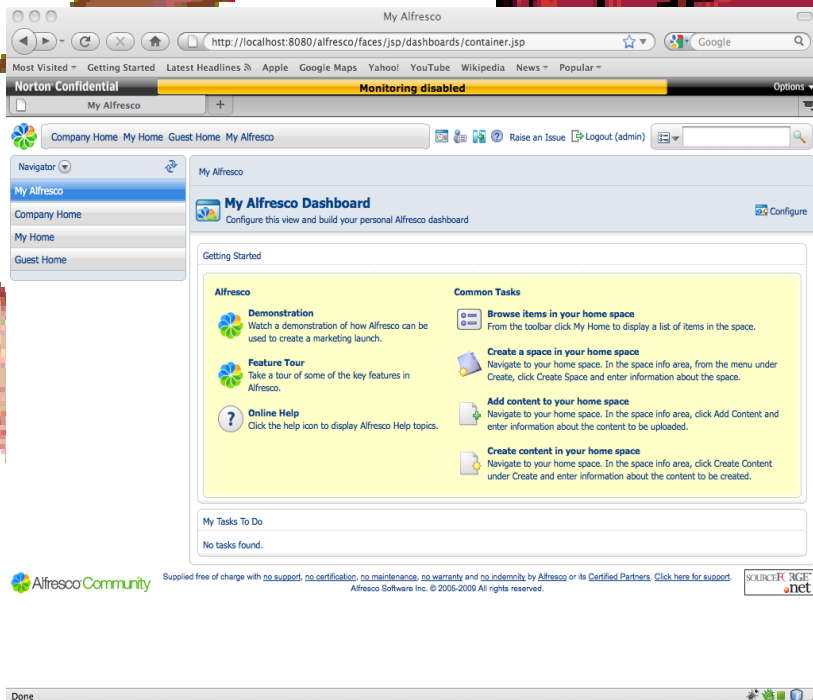 My Alfresco
http://localhost:8080/alfresco/faces/jsp/dashboards/container.jsp
Google
Most Visited Getting Started Latest Headlines Apple Google Maps Yahoo! YouTube Wikipedia News Popular
Norton Confidential Monitoring disabled Options
My Alfresco +
Company Home My Home Guest Home My Alfresco Raise an Issue Logout (admin)
Navigator
My Alfresco
Company Home
My Home
Guest Home
My Alfresco
My Alfresco Dashboard
Configure this view and build your personal Alfresco dashboard
Configure
Getting Started
Alfresco
Demonstration
Watch a demonstration of how Alfresco can be
used to create a marketing launch.
Feature Tour
Take a tour of some of the key features in
Alfresco.
Online Help
Click the help icon to display Alfresco Help topics.
Common Tasks
Browse items in your home space
From the toolbar click My Home to display a list of items in the space.
Create a space in your home space
Navigate to your home space. In the space info area, from the menu under
Create, click Create Space and enter information about the space.
Add content to your home space
Navigate to your home space. In the space info area, click Add Content and
enter information about the content to be uploaded.
Create content in your home space
Navigate to your home space. In the space info area, click Create Content
under Create and enter information about the content to be created.
My Tasks To Do
No tasks found.
Alfresco Community
Supplied free of charge with no support, no certification, no maintenance, no warranty and no indemnity by Alfresco or its Certified Partners. Click here for support.
Alfresco Software Inc. © 2005-2009 All rights reserved.
SOURCEFORGE
.net
Done